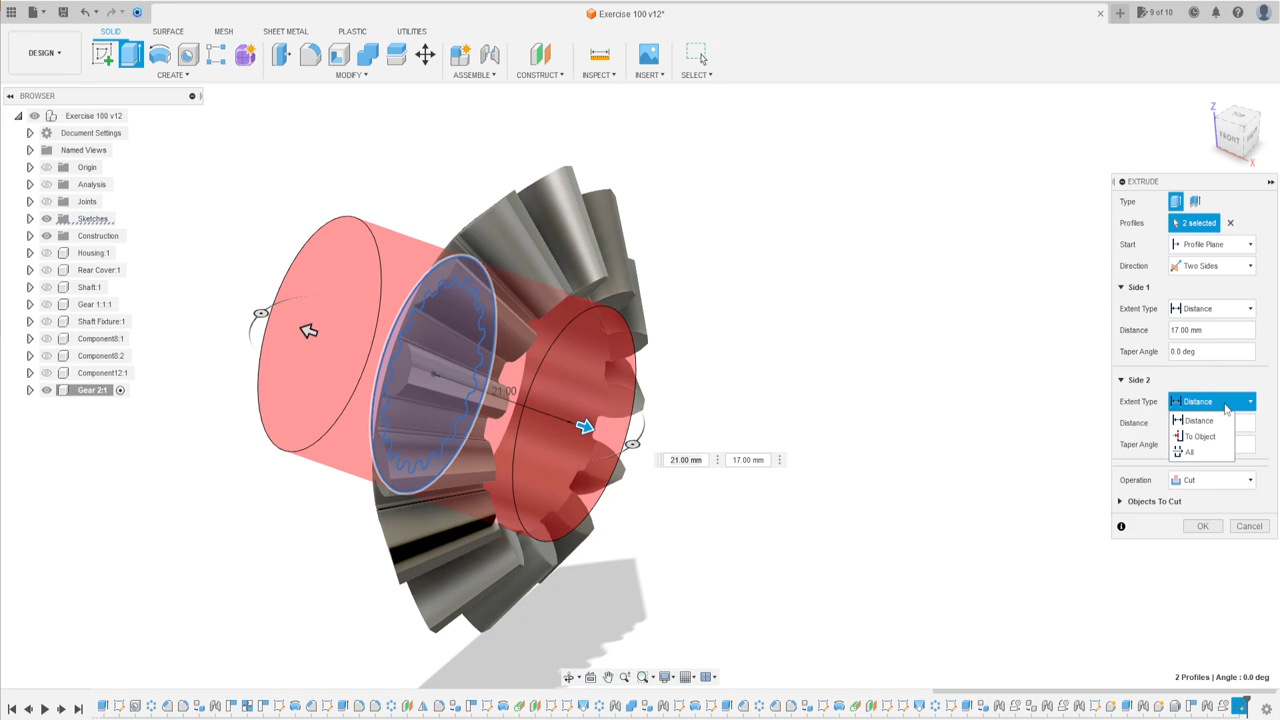 Exercise 100 v12*
9 of 10
DESIGN
SOLID
SURFACE
MESH
SHEET METAL
PLASTIC
UTILITIES
CREATE
MODIFY
ASSEMBLE
CONSTRUCT
INSPECT
INSERT
SELECT
BROWSER
Exercise 100 v12
Document Settings
Named Views
Origin
Analysis
Joints
Sketches
Construction
Housing:1
Rear Cover:1
Shaft:1
Gear 1:1:1
Shaft Fixture:1
Component8:1
Component8:2
Component12:1
Gear 2:1
Z
TOP
FRONT
RIGHT
X
21.00
21.00 mm
17.00 mm
EXTRUDE
Type
Profiles 2 selected
Start Profile Plane
Direction Two Sides
Side 1
Extent Type Distance
Distance 17.00 mm
Taper Angle 0.0 deg
Side 2
Extent Type Distance
Distance
To Object
All
Distance
Taper Angle
Operation Cut
Objects To Cut
OK
Cancel
2 Profiles | Angle : 0.0 deg